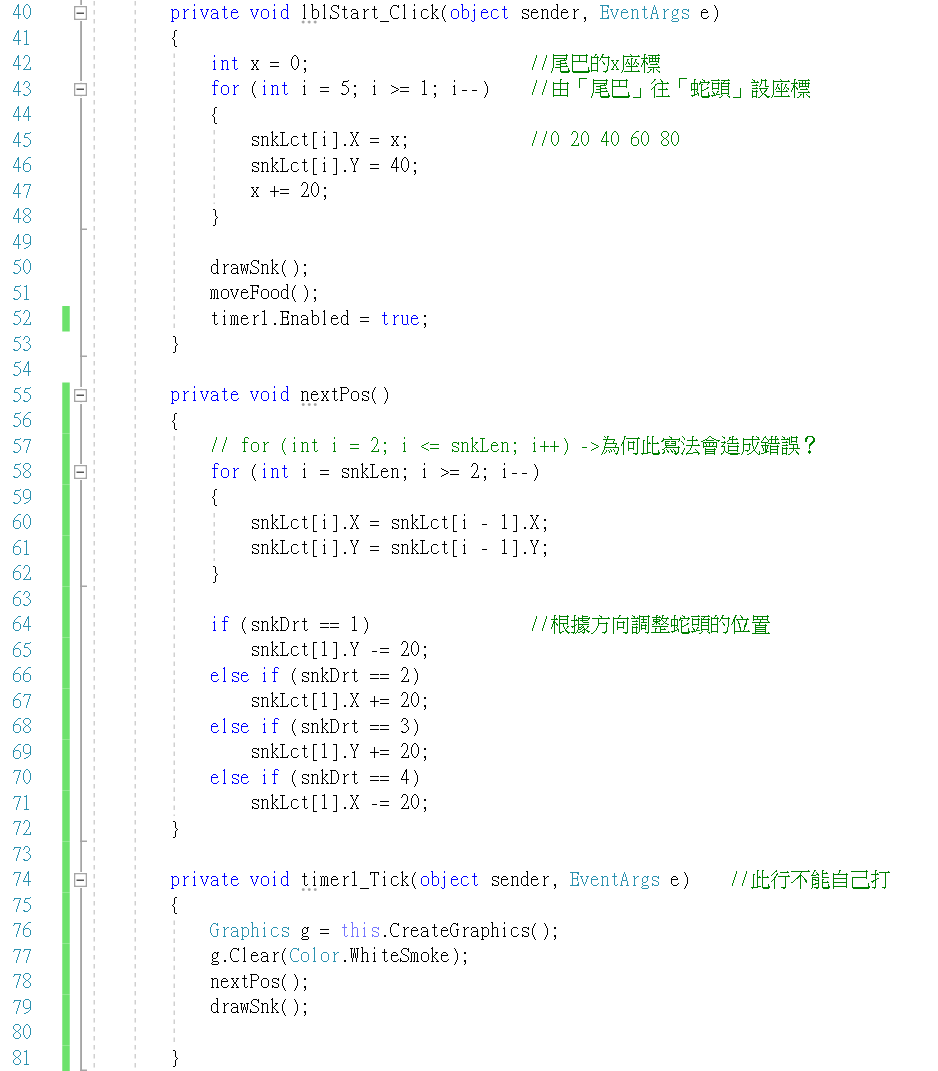 40 private void lblStart_Click(object sender, EventArgs e)
41 {
42 int x = 0; //尾巴的x座標
43 for (int i = 5; i >= 1; i--) //由「尾巴」往「蛇頭」設座標
44 {
45 snkLct[i].X = x; //0 20 40 60 80
46 snkLct[i].Y = 40;
47 x += 20;
48 }
49
50 drawSnk();
51 moveFood();
52 timer1.Enabled = true;
53 }
54
55 private void nextPos()
56 {
57 // for (int i = 2; i <= snkLen; i++) ->為何此寫法會造成錯誤？
58 for (int i = snkLen; i >= 2; i--)
59 {
60 snkLct[i].X = snkLct[i - 1].X;
61 snkLct[i].Y = snkLct[i - 1].Y;
62 }
63
64 if (snkDrt == 1) //根據方向調整蛇頭的位置
65 snkLct[1].Y -= 20;
66 else if (snkDrt == 2)
67 snkLct[1].X += 20;
68 else if (snkDrt == 3)
69 snkLct[1].Y += 20;
70 else if (snkDrt == 4)
71 snkLct[1].X -= 20;
72 }
73
74 private void timer1_Tick(object sender, EventArgs e) //此行不能自己打
75 {
76 Graphics g = this.CreateGraphics();
77 g.Clear(Color.WhiteSmoke);
78 nextPos();
79 drawSnk();
80
81 }